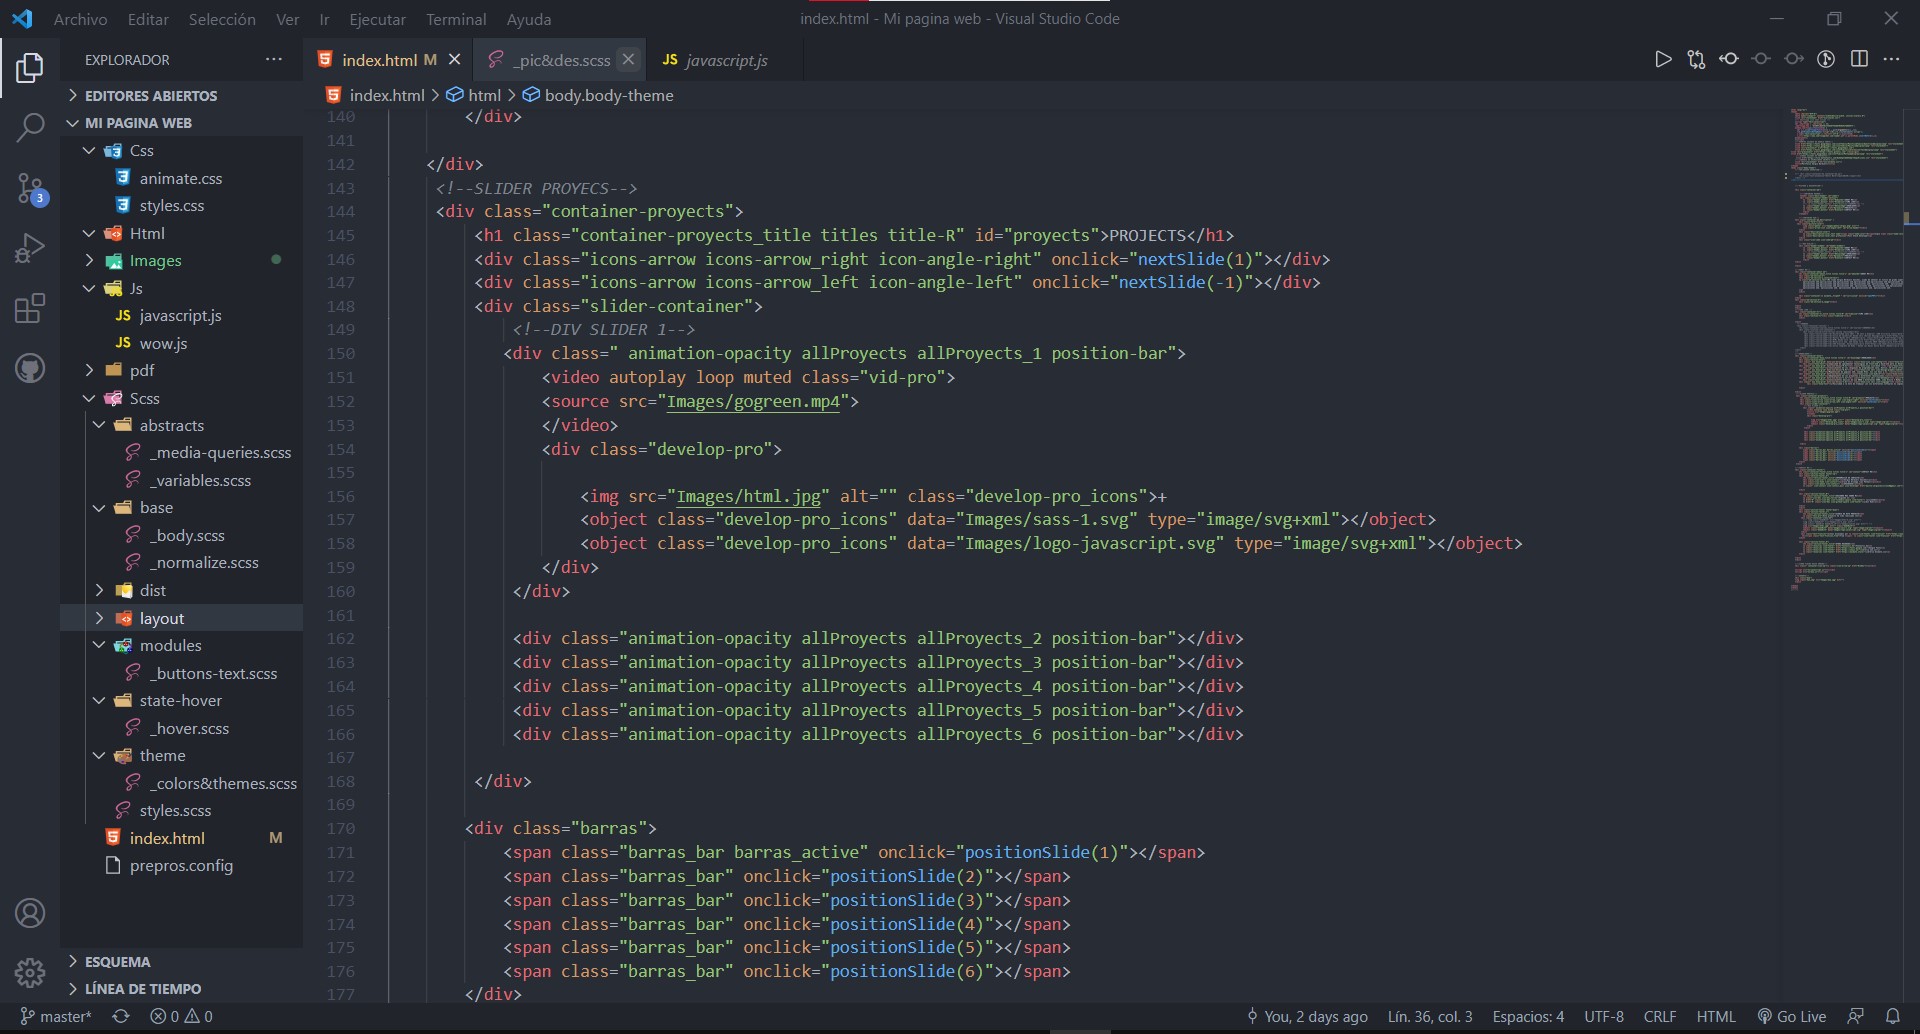 Archivo Editar Selección Ver Ir Ejecutar Terminal Ayuda
index.html - Mi pagina web - Visual Studio Code
EXPLORADOR
EDITORES ABIERTOS
MI PAGINA WEB
Css
animate.css
styles.css
Html
Images
Js
JS javascript.js
JS wow.js
pdf
Scss
abstracts
_media-queries.scss
_variables.scss
base
_body.scss
_normalize.scss
dist
layout
modules
_buttons-text.scss
state-hover
_hover.scss
theme
_colors&themes.scss
styles.scss
index.html M
prepros.config
ESQUEMA
LÍNEA DE TIEMPO
3
index.html M _pic&des.scss JS javascript.js
index.html > html > body.body-theme
140 </div>
141
142 </div>
143 <!--SLIDER PROYECS-->
144 <div class="container-proyects">
145 <h1 class="container-proyects_title titles title-R" id="proyects">PROJECTS</h1>
146 <div class="icons-arrow icons-arrow_right icon-angle-right" onclick="nextSlide(1)"></div>
147 <div class="icons-arrow icons-arrow_left icon-angle-left" onclick="nextSlide(-1)"></div>
148 <div class="slider-container">
149 <!--DIV SLIDER 1-->
150 <div class=" animation-opacity allProyects allProyects_1 position-bar">
151 <video autoplay loop muted class="vid-pro">
152 <source src="Images/gogreen.mp4">
153 </video>
154 <div class="develop-pro">
155
156 <img src="Images/html.jpg" alt="" class="develop-pro_icons">+
157 <object class="develop-pro_icons" data="Images/sass-1.svg" type="image/svg+xml"></object>
158 <object class="develop-pro_icons" data="Images/logo-javascript.svg" type="image/svg+xml"></object>
159 </div>
160 </div>
161
162 <div class="animation-opacity allProyects allProyects_2 position-bar"></div>
163 <div class="animation-opacity allProyects allProyects_3 position-bar"></div>
164 <div class="animation-opacity allProyects allProyects_4 position-bar"></div>
165 <div class="animation-opacity allProyects allProyects_5 position-bar"></div>
166 <div class="animation-opacity allProyects allProyects_6 position-bar"></div>
167
168 </div>
169
170 <div class="barras">
171 <span class="barras_bar barras_active" onclick="positionSlide(1)"></span>
172 <span class="barras_bar" onclick="positionSlide(2)"></span>
173 <span class="barras_bar" onclick="positionSlide(3)"></span>
174 <span class="barras_bar" onclick="positionSlide(4)"></span>
175 <span class="barras_bar" onclick="positionSlide(5)"></span>
176 <span class="barras_bar" onclick="positionSlide(6)"></span>
177 </div>
master* 0 0 You, 2 days ago Lín. 36, col. 3 Espacios: 4 UTF-8 CRLF HTML Go Live